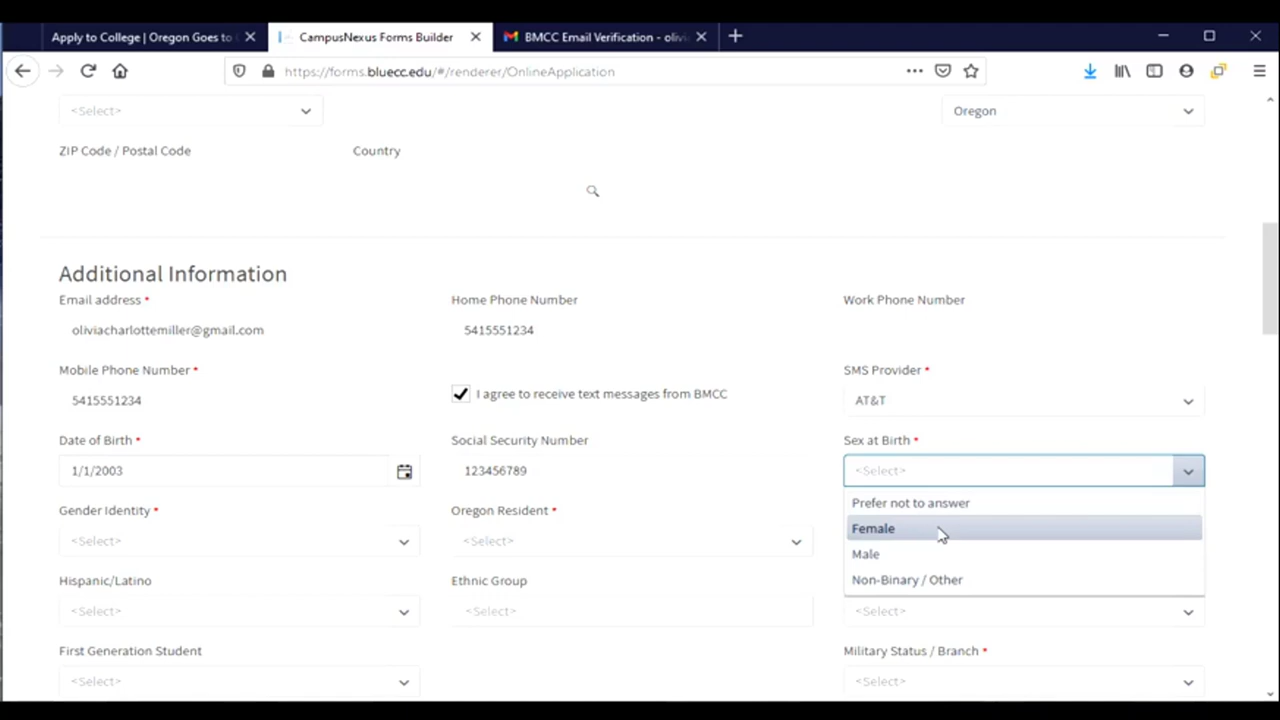 Apply to College | Oregon Goes to
CampusNexus Forms Builder
BMCC Email Verification - olivi
https://forms.bluecc.edu/#/renderer/OnlineApplication
<Select>
Oregon
ZIP Code / Postal Code
Country
Additional Information
Email address *
Home Phone Number
Work Phone Number
oliviacharlottemiller@gmail.com
5415551234
Mobile Phone Number *
I agree to receive text messages from BMCC
SMS Provider *
5415551234
AT&T
Date of Birth *
Social Security Number
Sex at Birth *
1/1/2003
123456789
<Select>
Prefer not to answer
Female
Male
Non-Binary / Other
Gender Identity *
Oregon Resident *
<Select>
<Select>
Hispanic/Latino
Ethnic Group
<Select>
<Select>
<Select>
First Generation Student
Military Status / Branch *
<Select>
<Select>